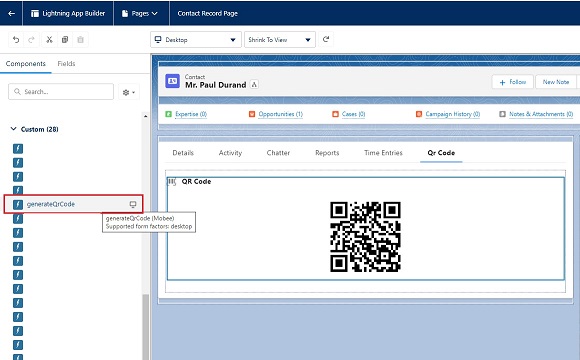 Lightning App Builder
Pages
Contact Record Page
Desktop
Shrink To View
Components
Fields
Search...
Custom (28)
generateQrCode
generateQrCode (Mobee)
Supported form factors: desktop
Contact
Mr. Paul Durand
+ Follow
New Note
Expertise (0)
Opportunities (1)
Cases (0)
Campaign History (0)
Notes & Attachments (0)
Details
Activity
Chatter
Reports
Time Entries
Qr Code
QR Code